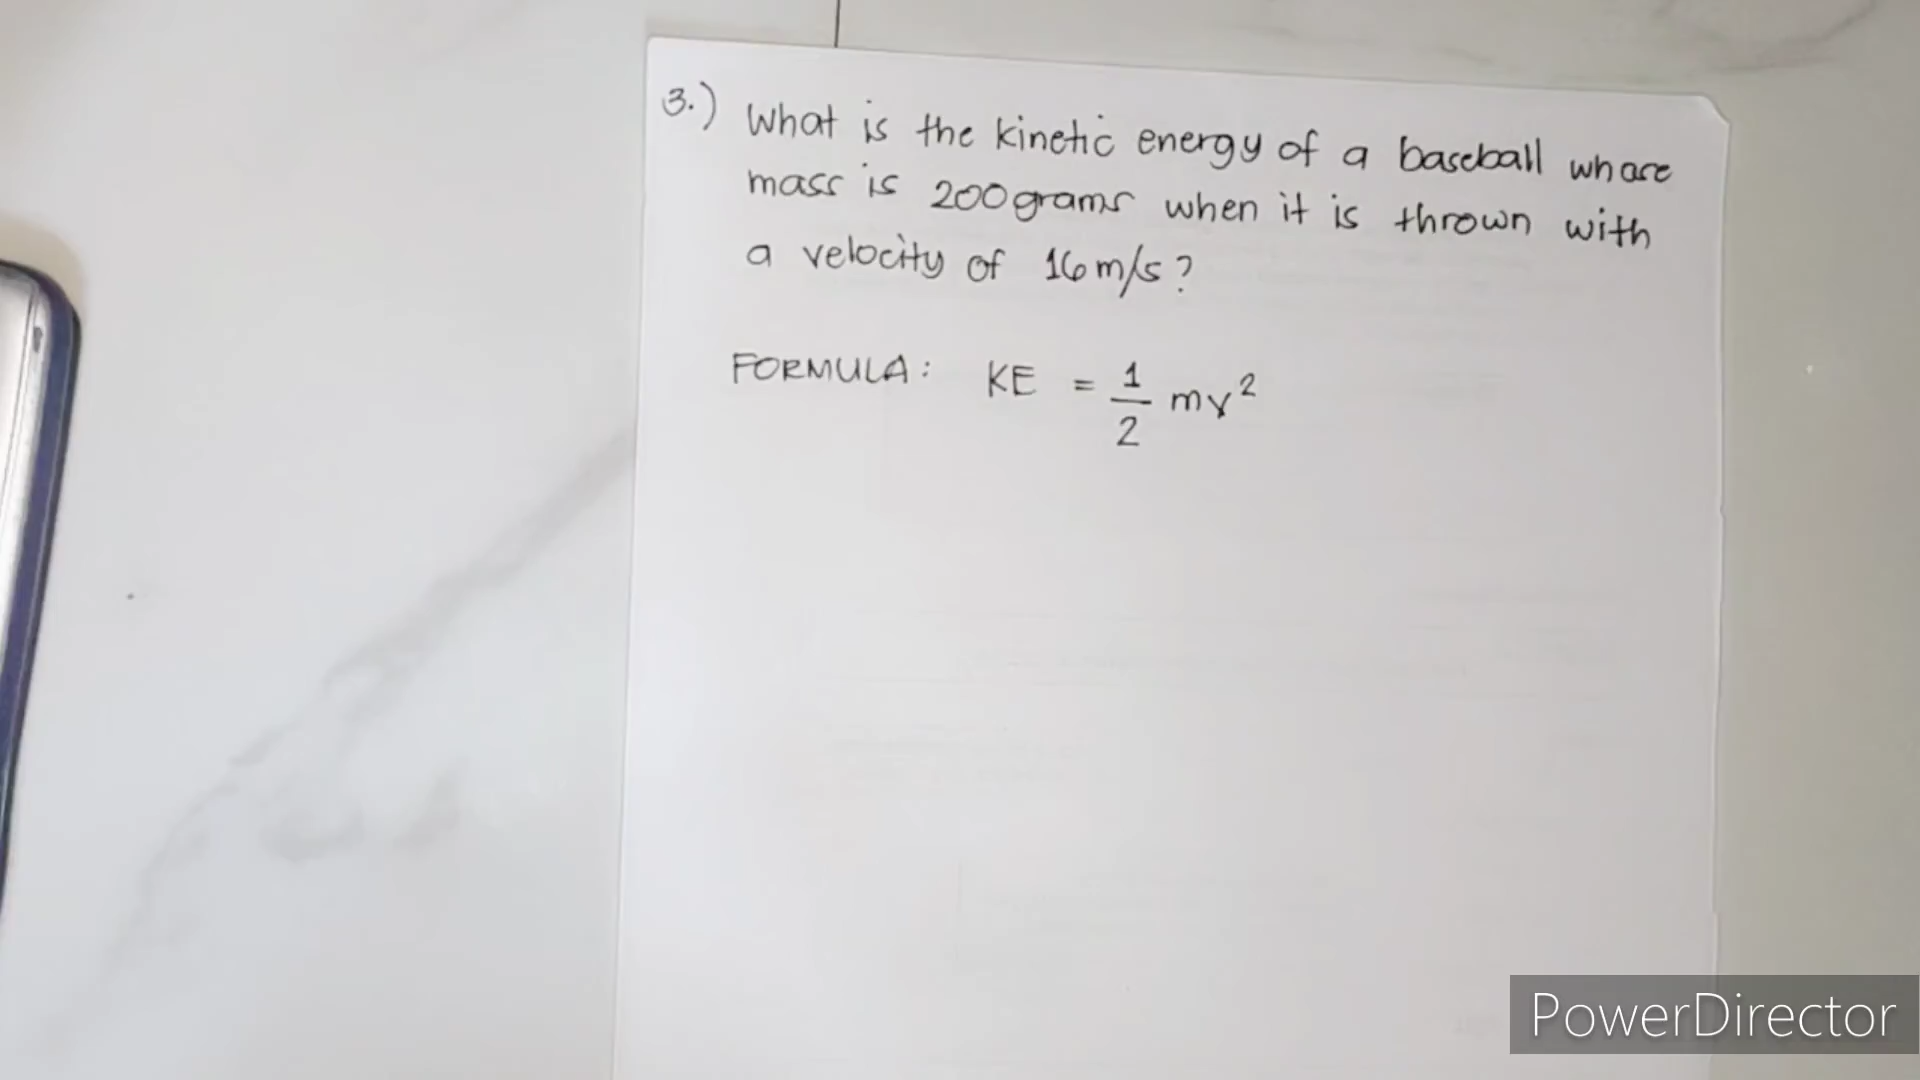 3.) What is the kinetic energy of a baseball whose
mass is 200 grams when it is thrown with
a velocity of 16 m/s?
FORMULA: KE = 1/2 mv²
PowerDirector